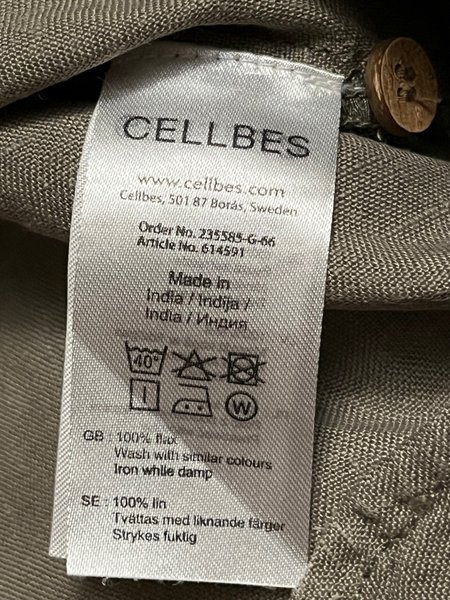 CELLBES
www.cellbes.com
Cellbes, 501 87 Borås, Sweden
Order No. 235585-G-66
Article No. 614591
Made in
India / Indija /
India / Индия
40°
W
GB : 100% flax
Wash with similar colours
Iron while damp
SE : 100% lin
Tvättas med liknande färger
Strykes fuktig